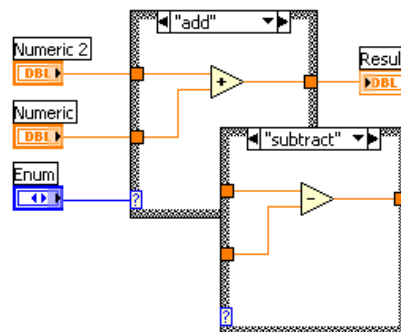 "add"
Numeric 2
DBL
Resul
DBL
+
Numeric
DBL
"subtract"
Enum
-
?
?